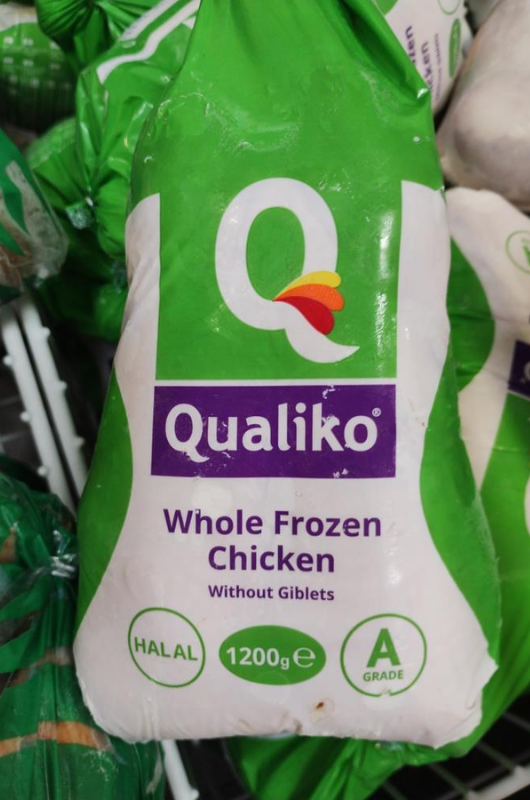 Q
Qualiko®
Whole Frozen
Chicken
Without Giblets
HALAL
1200g℮
A
GRADE